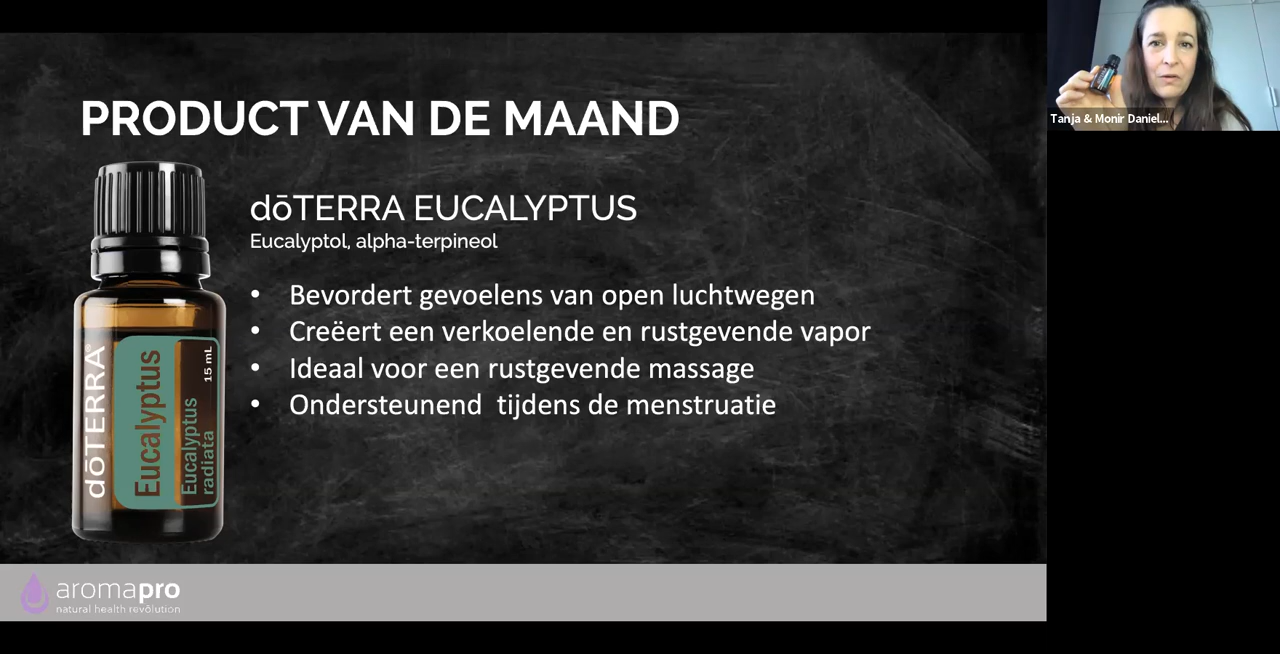 PRODUCT VAN DE MAAND
dōTERRA EUCALYPTUS
Eucalyptol, alpha-terpineol
• Bevordert gevoelens van open luchtwegen
• Creëert een verkoelende en rustgevende vapor
• Ideaal voor een rustgevende massage
• Ondersteunend  tijdens de menstruatie
dōTERRA
Eucalyptus
Eucalyptus
radiata
15 mL
aromapro
natural health revōlution
Tanja & Monir Daniel...